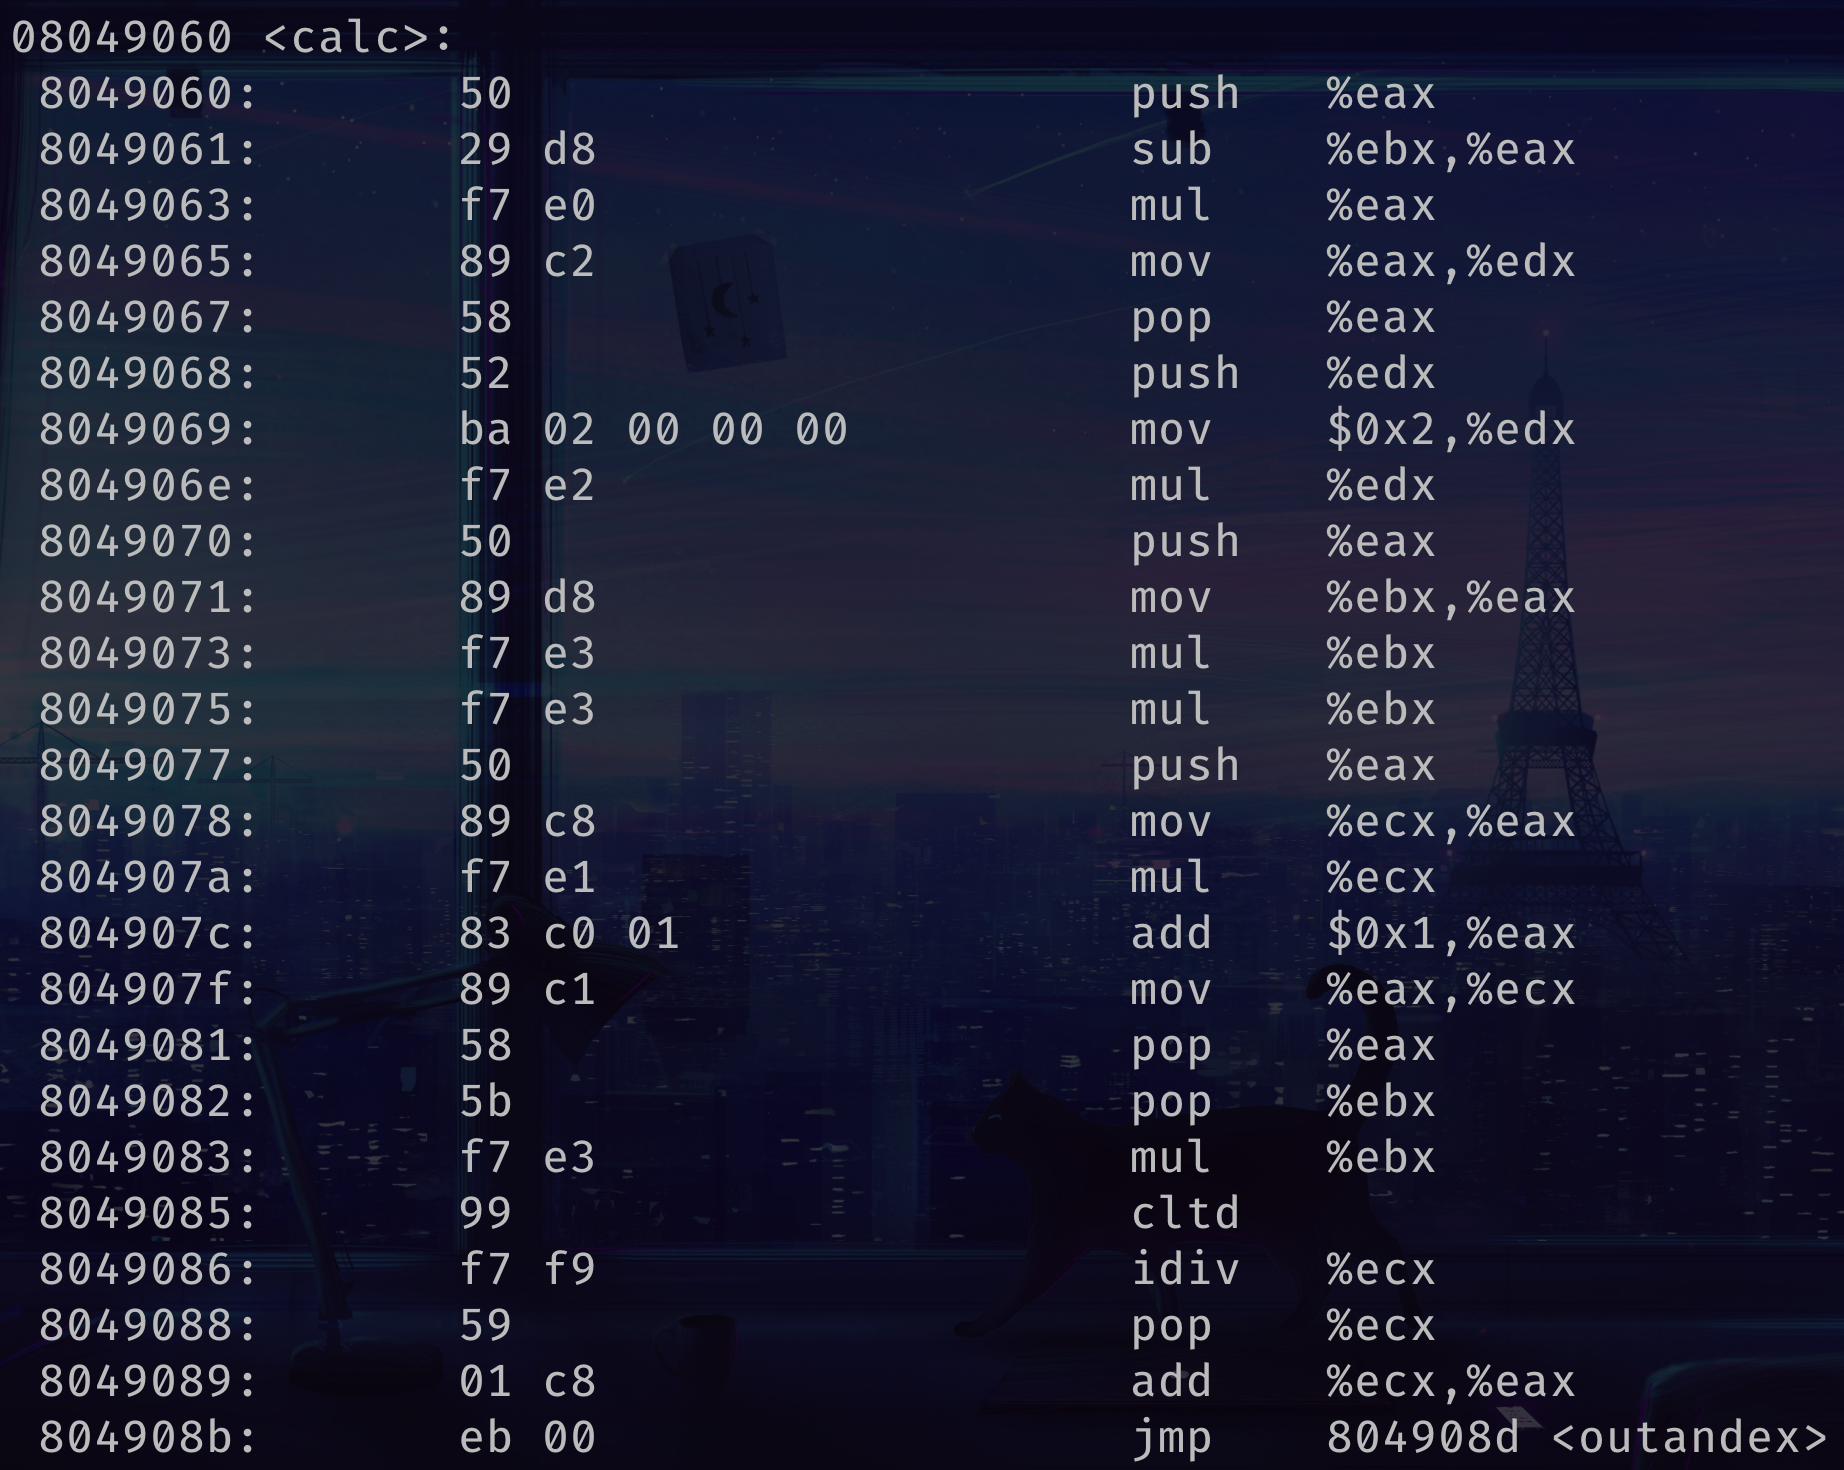 08049060 <calc>:
8049060: 50 push %eax
8049061: 29 d8 sub %ebx,%eax
8049063: f7 e0 mul %eax
8049065: 89 c2 mov %eax,%edx
8049067: 58 pop %eax
8049068: 52 push %edx
8049069: ba 02 00 00 00 mov $0x2,%edx
804906e: f7 e2 mul %edx
8049070: 50 push %eax
8049071: 89 d8 mov %ebx,%eax
8049073: f7 e3 mul %ebx
8049075: f7 e3 mul %ebx
8049077: 50 push %eax
8049078: 89 c8 mov %ecx,%eax
804907a: f7 e1 mul %ecx
804907c: 83 c0 01 add $0x1,%eax
804907f: 89 c1 mov %eax,%ecx
8049081: 58 pop %eax
8049082: 5b pop %ebx
8049083: f7 e3 mul %ebx
8049085: 99 cltd
8049086: f7 f9 idiv %ecx
8049088: 59 pop %ecx
8049089: 01 c8 add %ecx,%eax
804908b: eb 00 jmp 804908d <outandex>